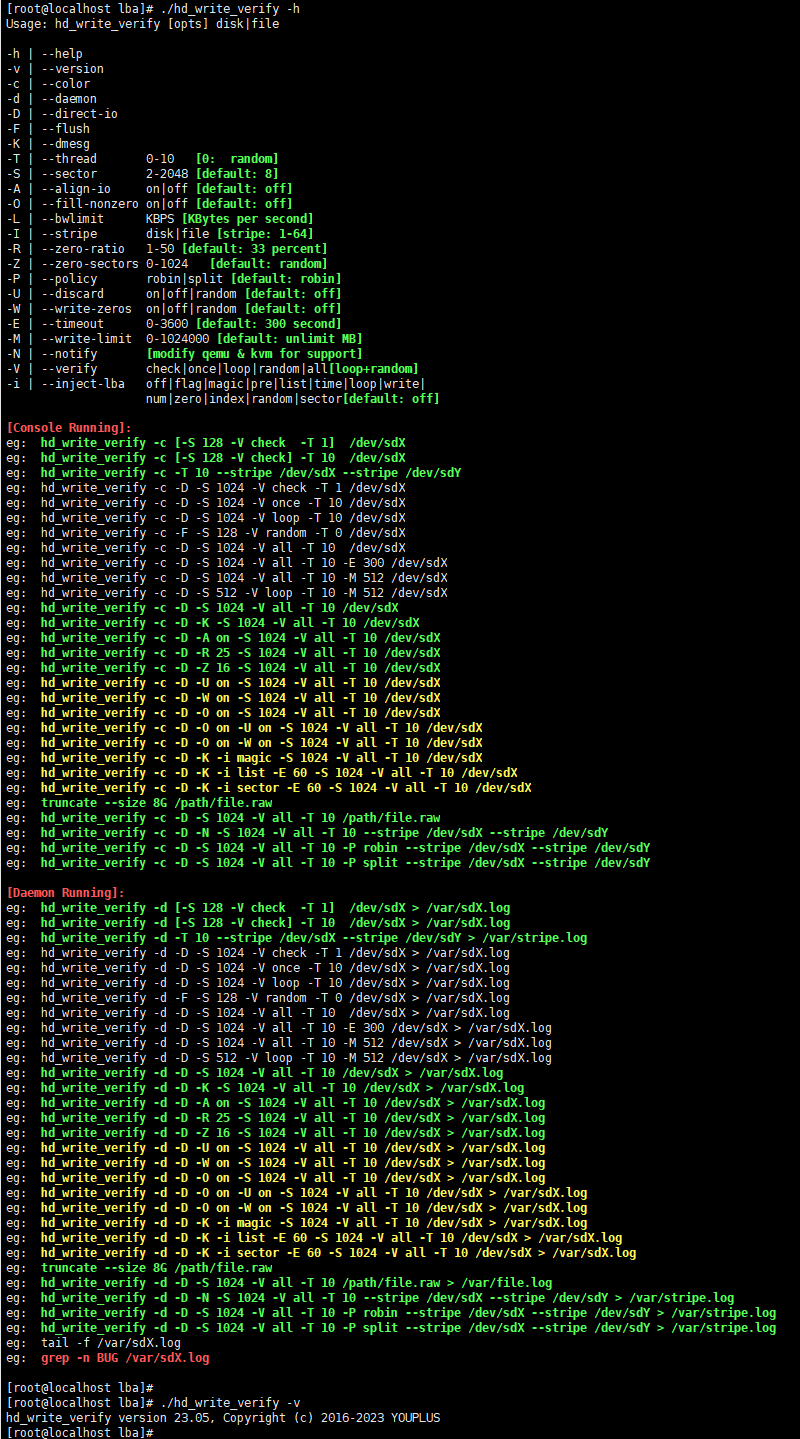 [root@localhost lba]# ./hd_write_verify -h
Usage: hd_write_verify [opts] disk|file
-h | --help
-v | --version
-c | --color
-d | --daemon
-D | --direct-io
-F | --flush
-K | --dmesg
-T | --thread       0-10   [0:  random]
-S | --sector       2-2048 [default: 8]
-A | --align-io     on|off [default: off]
-O | --fill-nonzero on|off [default: off]
-L | --bwlimit      KBPS [KBytes per second]
-I | --stripe       disk|file [stripe: 1-64]
-R | --zero-ratio   1-50 [default: 33 percent]
-Z | --zero-sectors 0-1024   [default: random]
-P | --policy       robin|split [default: robin]
-U | --discard      on|off|random [default: off]
-W | --write-zeros  on|off|random [default: off]
-E | --timeout      0-3600 [default: 300 second]
-M | --write-limit  0-1024000 [default: unlimit MB]
-N | --notify       [modify qemu & kvm for support]
-V | --verify       check|once|loop|random|all[loop+random]
-i | --inject-lba   off|flag|magic|pre|list|time|loop|write|
                    num|zero|index|random|sector[default: off]
[Console Running]:
eg:  hd_write_verify -c [-S 128 -V check  -T 1]  /dev/sdX
eg:  hd_write_verify -c [-S 128 -V check] -T 10  /dev/sdX
eg:  hd_write_verify -c -T 10 --stripe /dev/sdX --stripe /dev/sdY
eg:  hd_write_verify -c -D -S 1024 -V check -T 1 /dev/sdX
eg:  hd_write_verify -c -D -S 1024 -V once -T 10 /dev/sdX
eg:  hd_write_verify -c -D -S 1024 -V loop -T 10 /dev/sdX
eg:  hd_write_verify -c -F -S 128 -V random -T 0 /dev/sdX
eg:  hd_write_verify -c -D -S 1024 -V all -T 10  /dev/sdX
eg:  hd_write_verify -c -D -S 1024 -V all -T 10 -E 300 /dev/sdX
eg:  hd_write_verify -c -D -S 1024 -V all -T 10 -M 512 /dev/sdX
eg:  hd_write_verify -c -D -S 512 -V loop -T 10 -M 512 /dev/sdX
eg:  hd_write_verify -c -D -S 1024 -V all -T 10 /dev/sdX
eg:  hd_write_verify -c -D -K -S 1024 -V all -T 10 /dev/sdX
eg:  hd_write_verify -c -D -A on -S 1024 -V all -T 10 /dev/sdX
eg:  hd_write_verify -c -D -R 25 -S 1024 -V all -T 10 /dev/sdX
eg:  hd_write_verify -c -D -Z 16 -S 1024 -V all -T 10 /dev/sdX
eg:  hd_write_verify -c -D -U on -S 1024 -V all -T 10 /dev/sdX
eg:  hd_write_verify -c -D -W on -S 1024 -V all -T 10 /dev/sdX
eg:  hd_write_verify -c -D -O on -S 1024 -V all -T 10 /dev/sdX
eg:  hd_write_verify -c -D -O on -U on -S 1024 -V all -T 10 /dev/sdX
eg:  hd_write_verify -c -D -O on -W on -S 1024 -V all -T 10 /dev/sdX
eg:  hd_write_verify -c -D -K -i magic -S 1024 -V all -T 10 /dev/sdX
eg:  hd_write_verify -c -D -K -i list -E 60 -S 1024 -V all -T 10 /dev/sdX
eg:  hd_write_verify -c -D -K -i sector -E 60 -S 1024 -V all -T 10 /dev/sdX
eg:  truncate --size 8G /path/file.raw
eg:  hd_write_verify -c -D -S 1024 -V all -T 10 /path/file.raw
eg:  hd_write_verify -c -D -N -S 1024 -V all -T 10 --stripe /dev/sdX --stripe /dev/sdY
eg:  hd_write_verify -c -D -S 1024 -V all -T 10 -P robin --stripe /dev/sdX --stripe /dev/sdY
eg:  hd_write_verify -c -D -S 1024 -V all -T 10 -P split --stripe /dev/sdX --stripe /dev/sdY
[Daemon Running]:
eg:  hd_write_verify -d [-S 128 -V check  -T 1]  /dev/sdX > /var/sdX.log
eg:  hd_write_verify -d [-S 128 -V check] -T 10  /dev/sdX > /var/sdX.log
eg:  hd_write_verify -d -T 10 --stripe /dev/sdX --stripe /dev/sdY > /var/stripe.log
eg:  hd_write_verify -d -D -S 1024 -V check -T 1 /dev/sdX > /var/sdX.log
eg:  hd_write_verify -d -D -S 1024 -V once -T 10 /dev/sdX > /var/sdX.log
eg:  hd_write_verify -d -D -S 1024 -V loop -T 10 /dev/sdX > /var/sdX.log
eg:  hd_write_verify -d -F -S 128 -V random -T 0 /dev/sdX > /var/sdX.log
eg:  hd_write_verify -d -D -S 1024 -V all -T 10  /dev/sdX > /var/sdX.log
eg:  hd_write_verify -d -D -S 1024 -V all -T 10 -E 300 /dev/sdX > /var/sdX.log
eg:  hd_write_verify -d -D -S 1024 -V all -T 10 -M 512 /dev/sdX > /var/sdX.log
eg:  hd_write_verify -d -D -S 512 -V loop -T 10 -M 512 /dev/sdX > /var/sdX.log
eg:  hd_write_verify -d -D -S 1024 -V all -T 10 /dev/sdX > /var/sdX.log
eg:  hd_write_verify -d -D -K -S 1024 -V all -T 10 /dev/sdX > /var/sdX.log
eg:  hd_write_verify -d -D -A on -S 1024 -V all -T 10 /dev/sdX > /var/sdX.log
eg:  hd_write_verify -d -D -R 25 -S 1024 -V all -T 10 /dev/sdX > /var/sdX.log
eg:  hd_write_verify -d -D -Z 16 -S 1024 -V all -T 10 /dev/sdX > /var/sdX.log
eg:  hd_write_verify -d -D -U on -S 1024 -V all -T 10 /dev/sdX > /var/sdX.log
eg:  hd_write_verify -d -D -W on -S 1024 -V all -T 10 /dev/sdX > /var/sdX.log
eg:  hd_write_verify -d -D -O on -S 1024 -V all -T 10 /dev/sdX > /var/sdX.log
eg:  hd_write_verify -d -D -O on -U on -S 1024 -V all -T 10 /dev/sdX > /var/sdX.log
eg:  hd_write_verify -d -D -O on -W on -S 1024 -V all -T 10 /dev/sdX > /var/sdX.log
eg:  hd_write_verify -d -D -K -i magic -S 1024 -V all -T 10 /dev/sdX > /var/sdX.log
eg:  hd_write_verify -d -D -K -i list -E 60 -S 1024 -V all -T 10 /dev/sdX > /var/sdX.log
eg:  hd_write_verify -d -D -K -i sector -E 60 -S 1024 -V all -T 10 /dev/sdX > /var/sdX.log
eg:  truncate --size 8G /path/file.raw
eg:  hd_write_verify -d -D -S 1024 -V all -T 10 /path/file.raw > /var/file.log
eg:  hd_write_verify -d -D -N -S 1024 -V all -T 10 --stripe /dev/sdX --stripe /dev/sdY > /var/stripe.log
eg:  hd_write_verify -d -D -S 1024 -V all -T 10 -P robin --stripe /dev/sdX --stripe /dev/sdY > /var/stripe.log
eg:  hd_write_verify -d -D -S 1024 -V all -T 10 -P split --stripe /dev/sdX --stripe /dev/sdY > /var/stripe.log
eg:  tail -f /var/sdX.log
eg:  grep -n BUG /var/sdX.log
[root@localhost lba]#
[root@localhost lba]# ./hd_write_verify -v
hd_write_verify version 23.05, Copyright (c) 2016-2023 YOUPLUS
[root@localhost lba]#